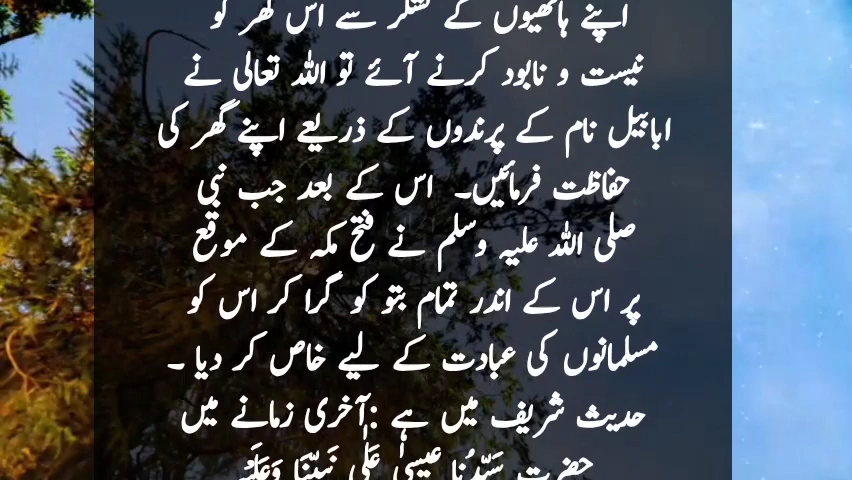 اپنے ہاتھیوں کے لشکر سے اس گھر کو
نیست و نابود کرنے آئے تو اللہ تعالی نے
ابابیل نام کے پرندوں کے ذریعے اپنے گھر کی
حفاظت فرمائیں۔ اس کے بعد جب نبی
صلی اللہ علیہ وسلم نے فتح مکہ کے موقع
پر اس کے اندر تمام بتو کو گرا کر اس کو
مسلمانوں کی عبادت کے لیے خاص کر دیا ۔
حدیث شریف میں ہے :آخری زمانے میں
حضرت سَیِّدُنا عیسیٰ عَلٰی نَبِیِّنَا وَعَلَیْہِ